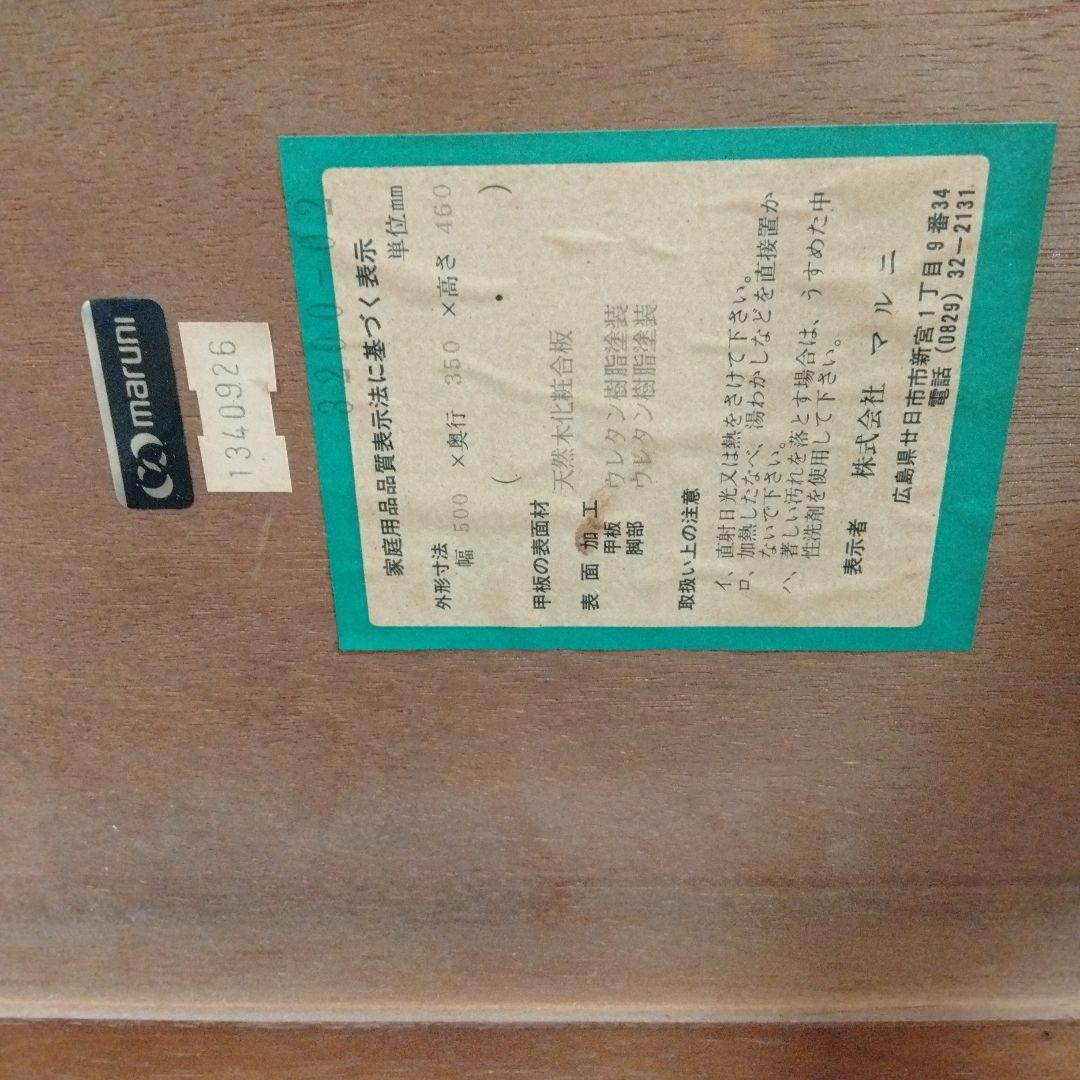 maruni
1340926
3200-02
家庭用品品質表示法に基づく表示
単位mm
外形寸法
幅 500 ×奥行 350 ×高さ 460
( )
甲板の表面材 天然木化粧合板
表面加工
甲板 ウレタン樹脂塗装
脚部 ウレタン樹脂塗装
取扱い上の注意
イ、直射日光又は熱をさけて下さい。
ロ、加熱したなべ、湯わかしなどを直接置か
ないで下さい。
ハ、著しい汚れを落とす場合は、うすめた中
性洗剤を使用して下さい。
表示者 株式会社 マルニ
広島県廿日市市新宮1丁目9番34
電話(0829)32-2131